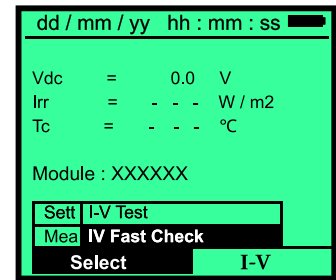 dd / mm / yy hh : mm : ss
Vdc = 0.0 V
Irr = - - - W / m2
Tc = - - - ℃
Module : XXXXXX
Sett I-V Test
Mea IV Fast Check
Select I-V